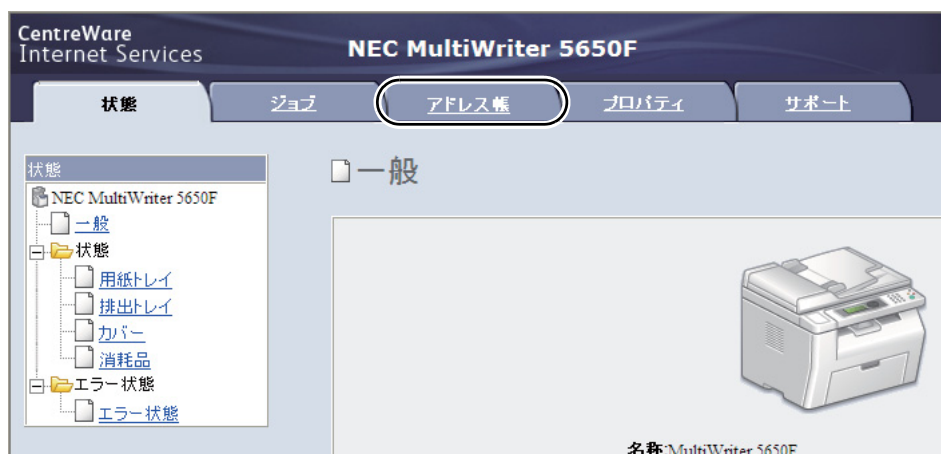 CentreWare
Internet Services
NEC MultiWriter 5650F
状態 ジョブ アドレス帳 プロパティ サポート
状態
NEC MultiWriter 5650F
一般
状態
用紙トレイ
排出トレイ
カバー
消耗品
エラー状態
エラー状態
一般
名称:MultiWriter 5650F